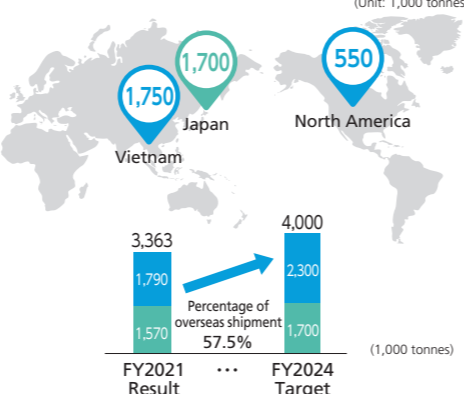 (Unit: 1,000 tonnes)
1,700
550
1,750
Japan
North America
Vietnam
4,000
3,363
1,790
2,300
Percentage of
overseas shipment
57.5%
1,570
1,700
(1,000 tonnes)
FY2021
Result
...
FY2024
Target